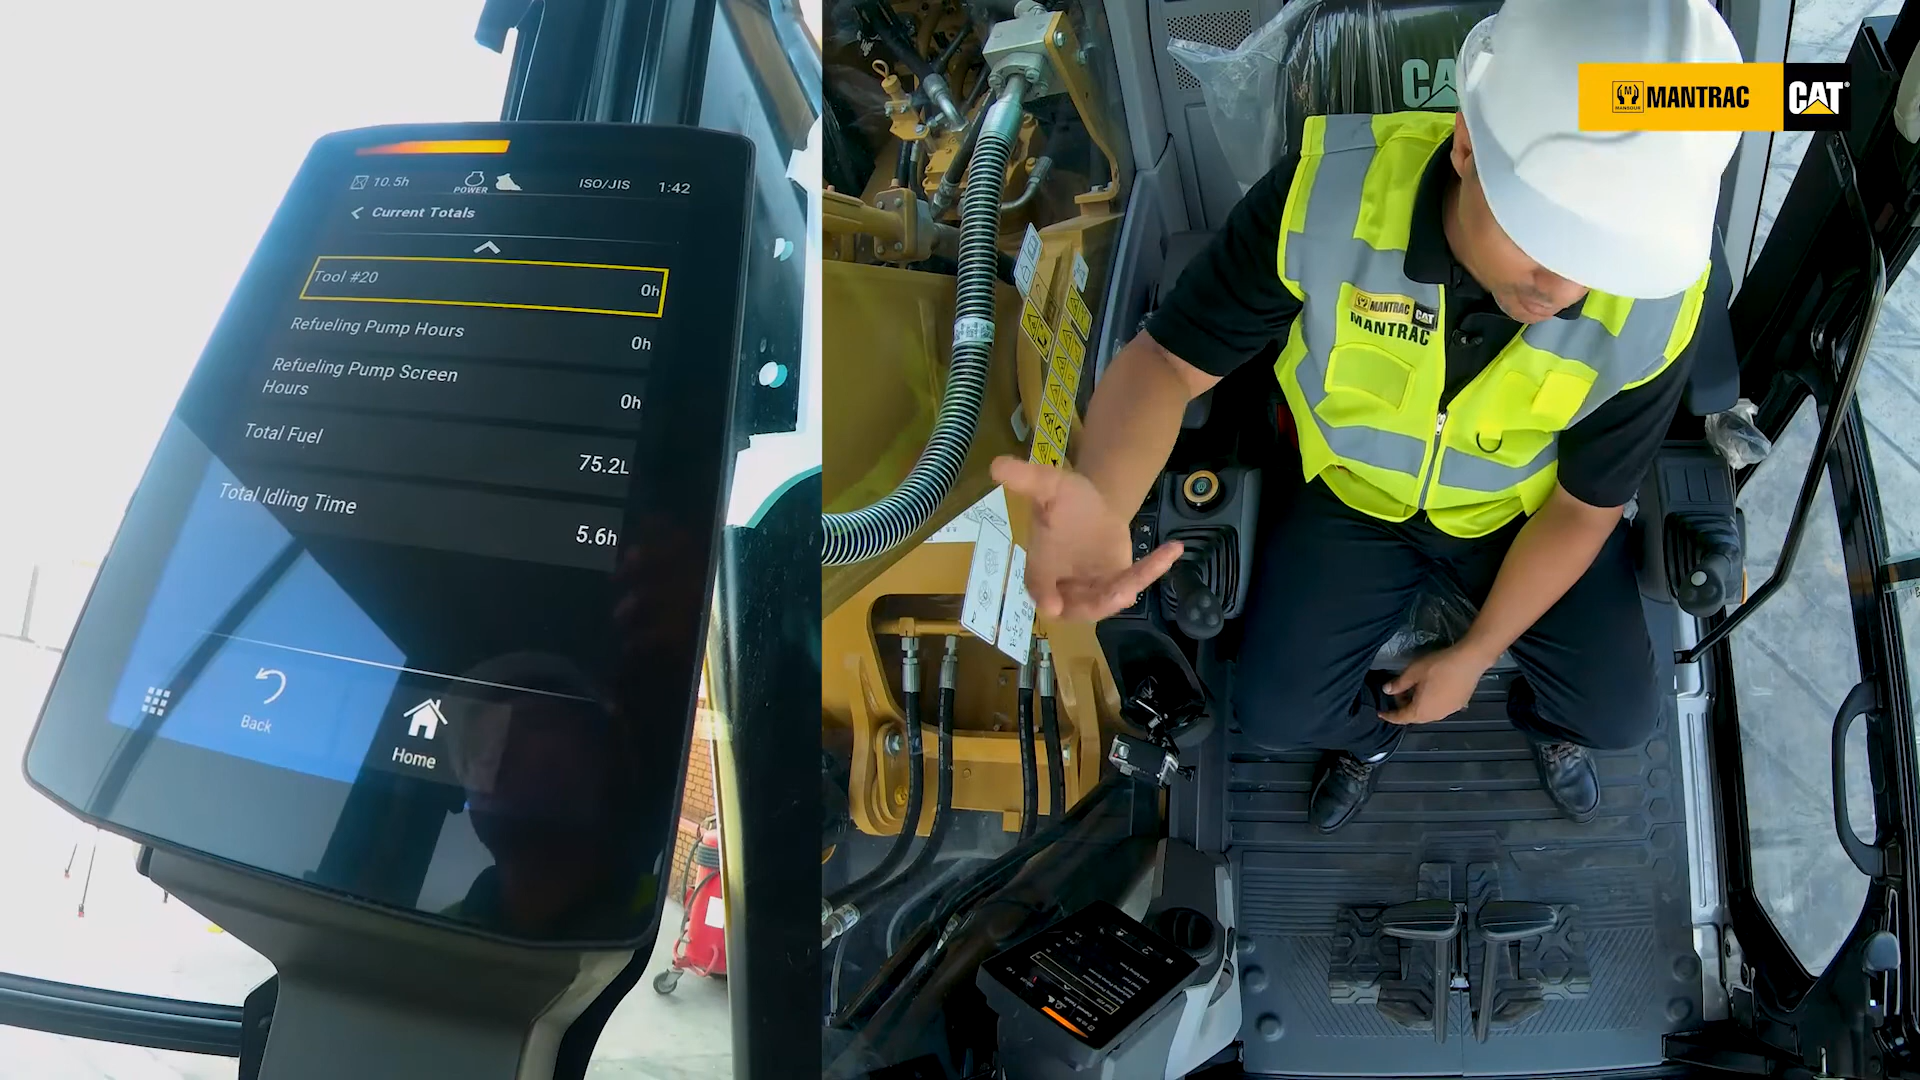 10.5h
POWER
ISO/JIS
1:42
Current Totals
Tool #20
0h
Refueling Pump Hours
0h
Refueling Pump Screen
Hours
0h
Total Fuel
75.2L
Total Idling Time
5.6h
Back
Home
MANTRAC
CAT
MANTRAC
CAT
MANTRAC